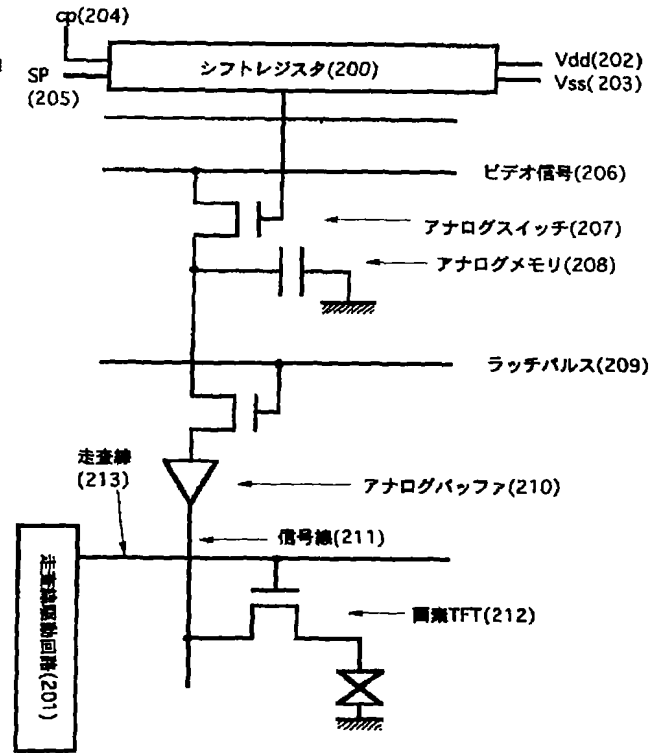 cp(204)
シフトレジスタ(200)
SP
(205)
Vdd(202)
Vss(203)
ビデオ信号(206)
アナログスイッチ(207)
アナログメモリ(208)
ラッチパルス(209)
走査線
(213)
アナログバッファ(210)
信号線(211)
走査線駆動回路(201)
画素TFT(212)